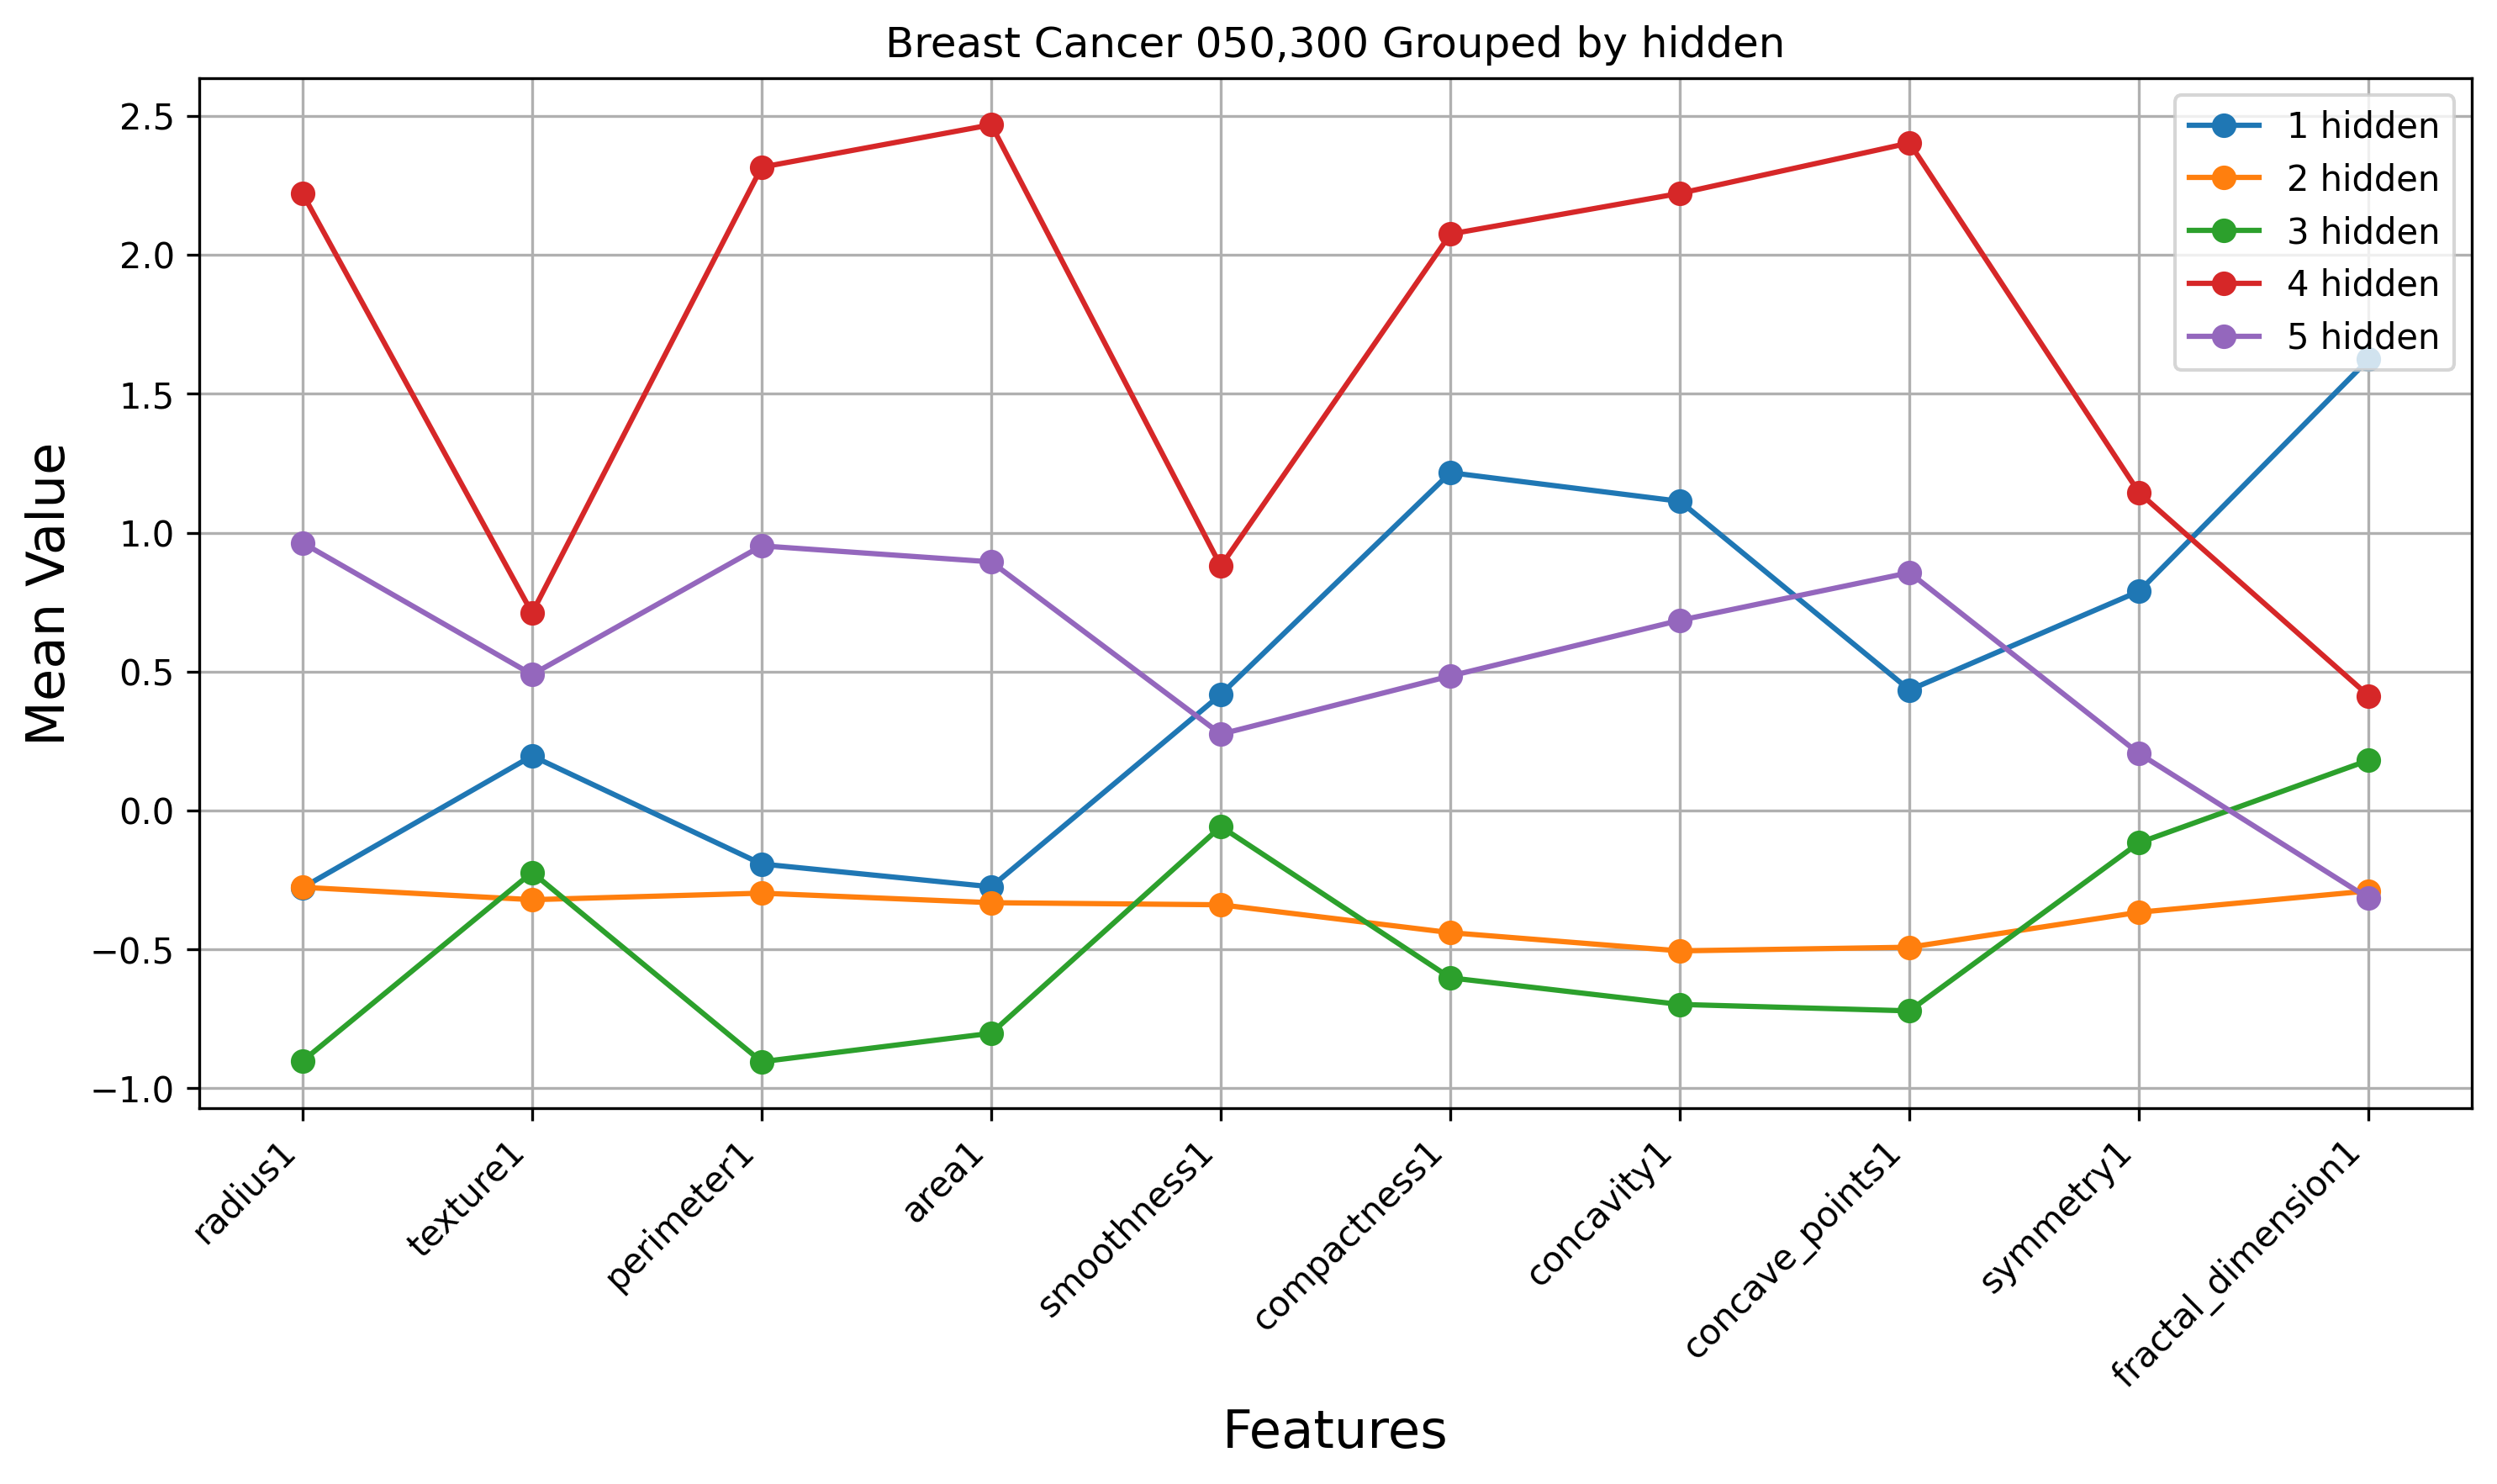 Breast Cancer 050,300 Grouped by hidden
Mean Value
2.5
2.0
1.5
1.0
0.5
0.0
−0.5
−1.0
1 hidden
2 hidden
3 hidden
4 hidden
5 hidden
radius1
texture1
perimeter1
area1
smoothness1
compactness1
concavity1
concave_points1
symmetry1
fractal_dimension1
Features